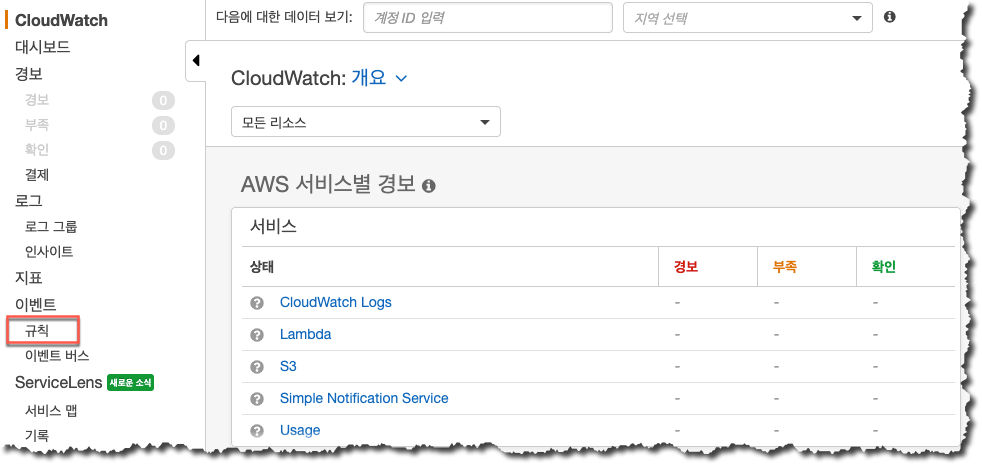 CloudWatch
대시보드
경보
경보 0
부족 0
확인 0
결제
로그
로그 그룹
인사이트
지표
이벤트
규칙
이벤트 버스
ServiceLens 새로운 소식
서비스 맵
기록
다음에 대한 데이터 보기: 계정 ID 입력 지역 선택
CloudWatch: 개요
모든 리소스
AWS 서비스별 경보
서비스
상태 경보 부족 확인
CloudWatch Logs - - -
Lambda - - -
S3 - - -
Simple Notification Service - - -
Usage - - -